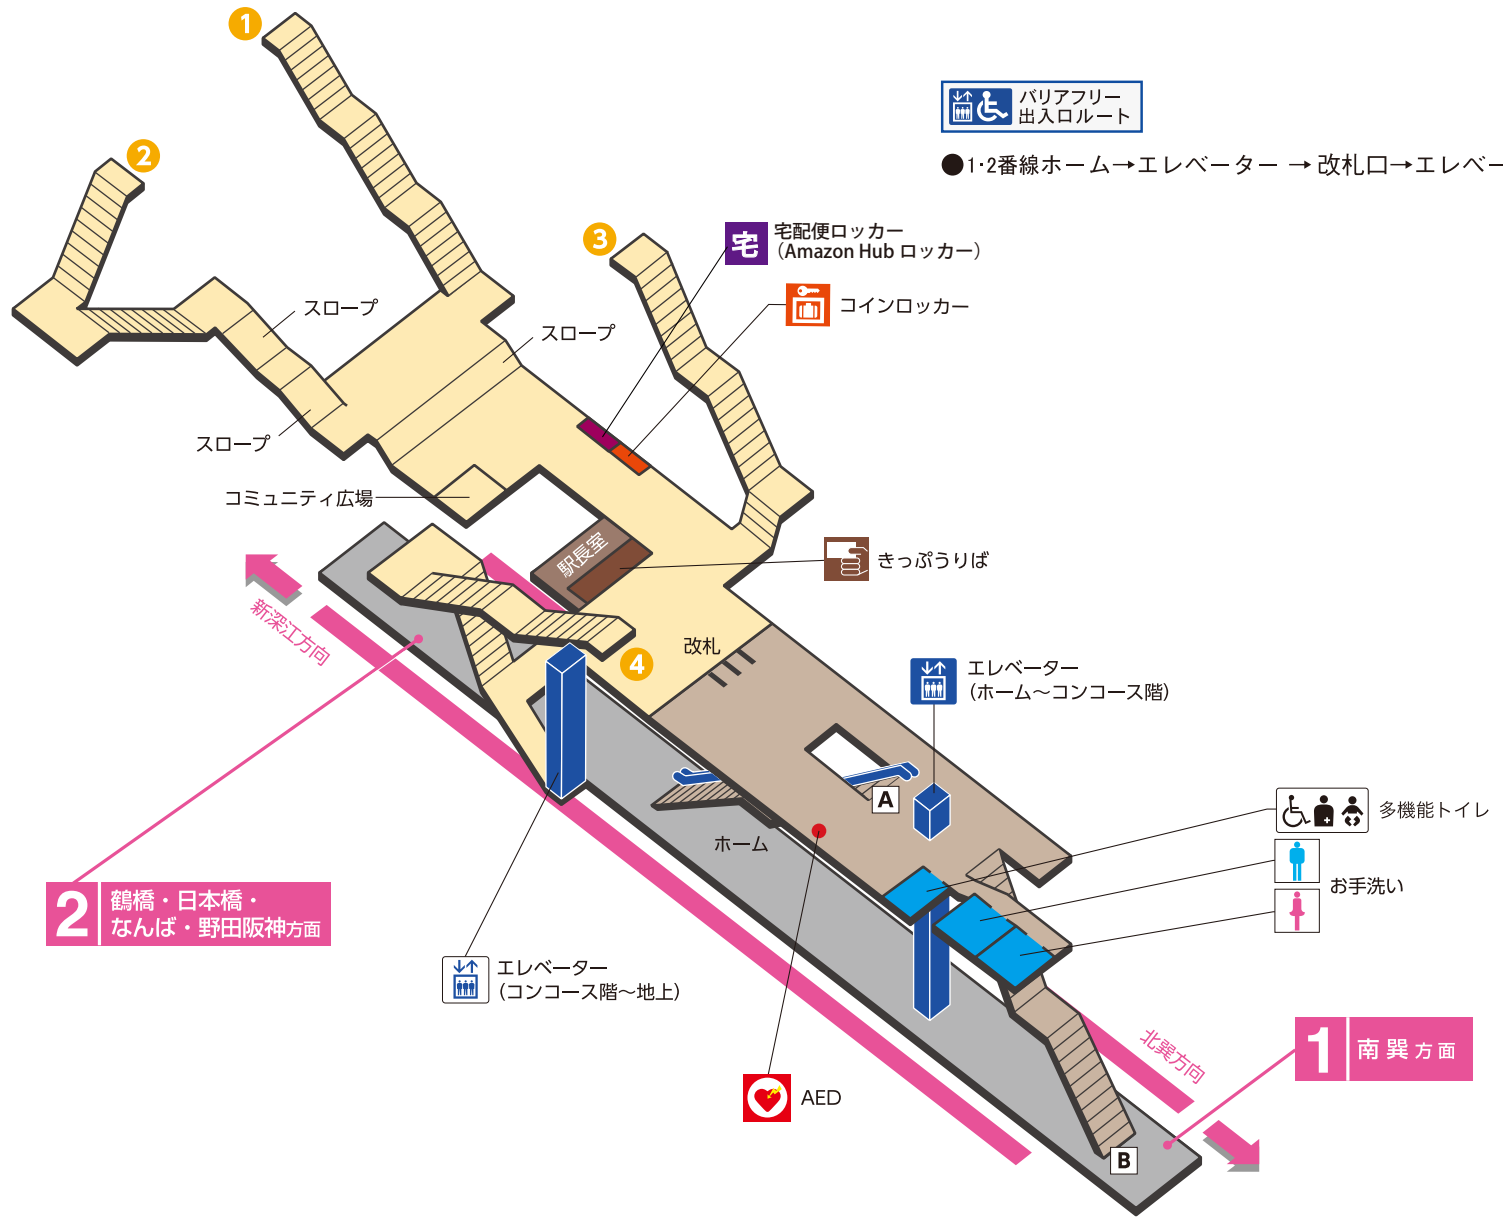 1
2
バリアフリー
出入口ルート
●1・2番線ホーム→エレベーター → 改札口→エレベー
3
宅
宅配便ロッカー
（Amazon Hub ロッカー）
コインロッカー
スロープ
スロープ
スロープ
コミュニティ広場
駅長室
きっぷうりば
新深江方向
改札
4
エレベーター
（ホーム～コンコース階）
A
ホーム
多機能トイレ
お手洗い
2
鶴橋・日本橋・
なんば・野田阪神方面
エレベーター
（コンコース階～地上）
北巽方向
1 南巽方面
AED
B